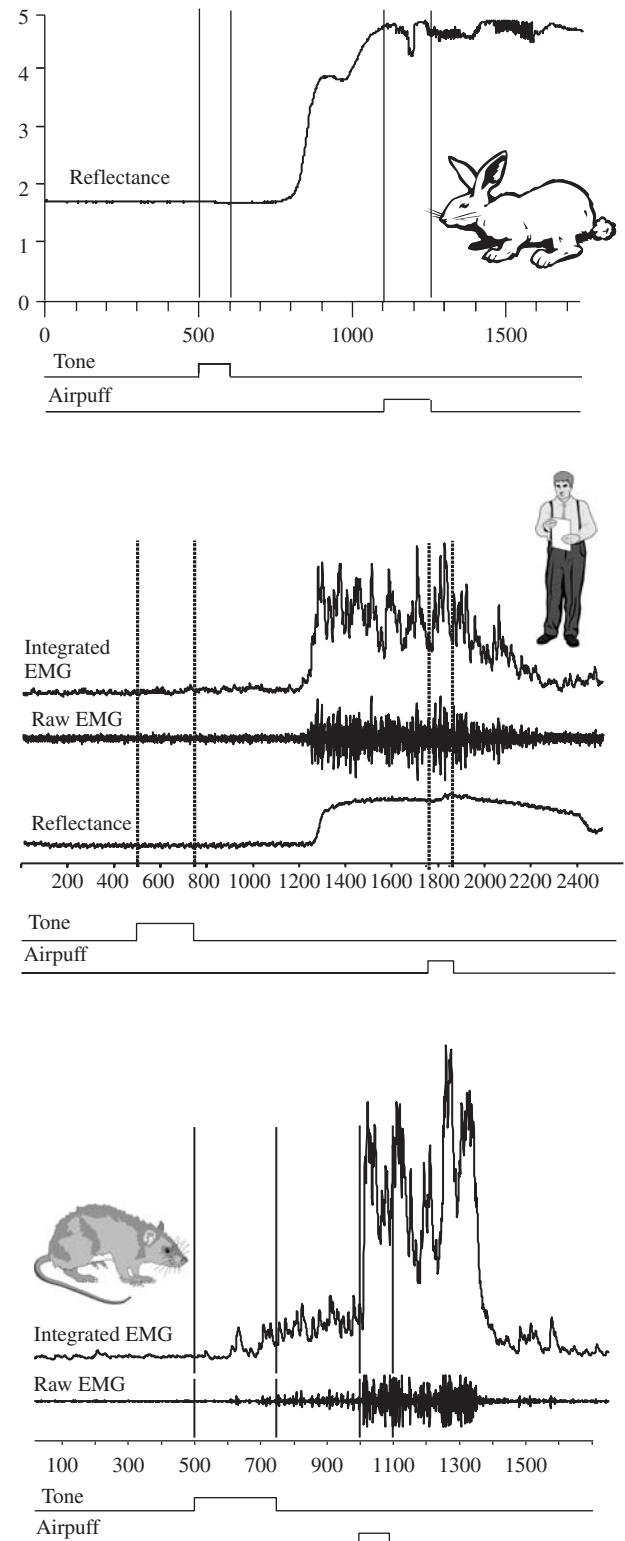 5
4
3
Reflectance
2
1
0
0 500 1000 1500
Tone
Airpuff
Integrated
EMG
Raw EMG
Reflectance
200 400 600 800 1000 1200 1400 1600 1800 2000 2200 2400
Tone
Airpuff
Integrated EMG
Raw EMG
100 300 500 700 900 1100 1300 1500
Tone
Airpuff